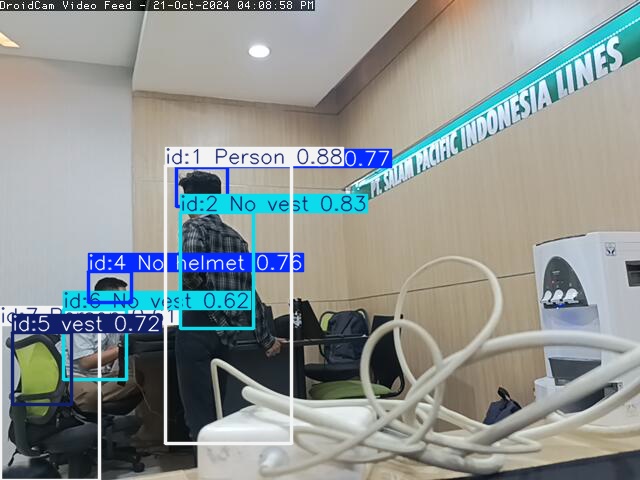 DroidCam Video Feed - 21-Oct-2024 04:08:58 PM
PT. SALAM PACIFIC INDONESIA LINES
id:1 Person 0.88
0.77
id:2 No vest 0.83
id:4 No helmet 0.76
id:6 No vest 0.62
id:5 vest 0.72